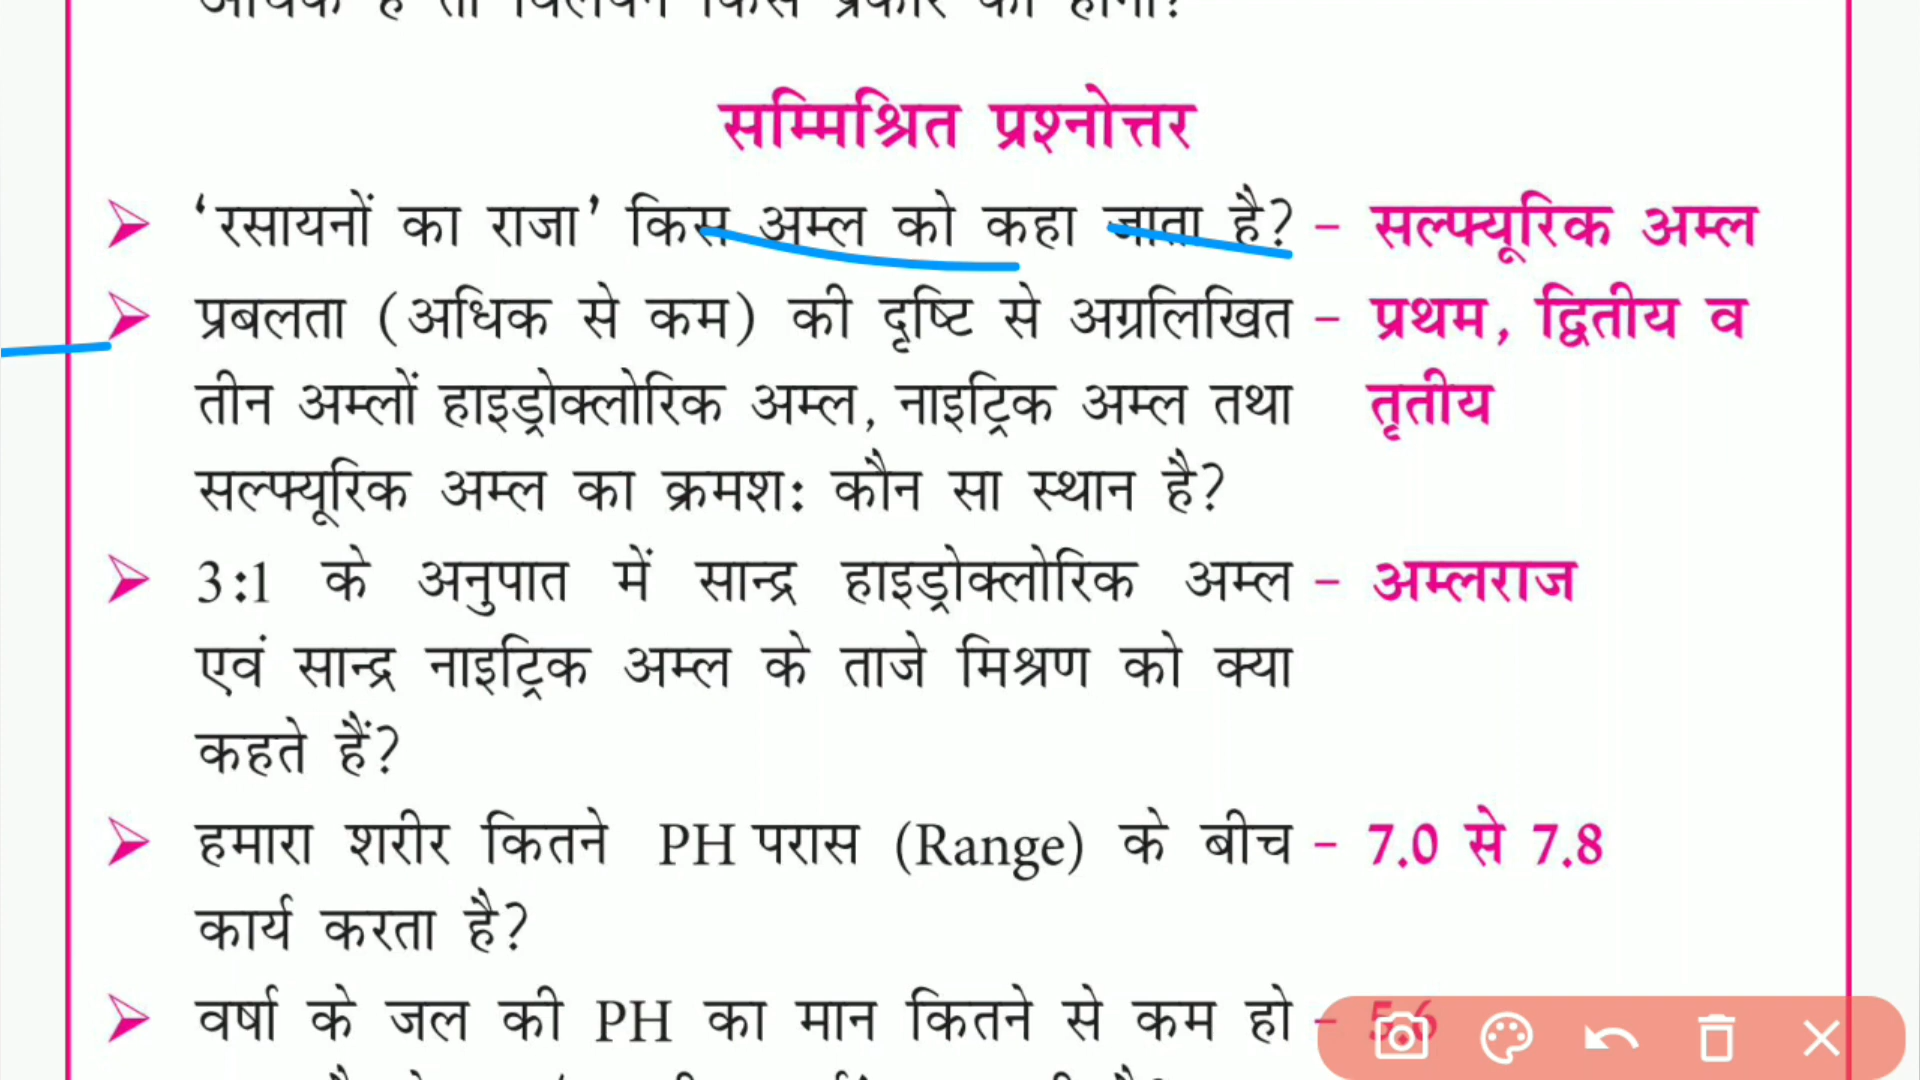 सम्मिश्रित प्रश्नोत्तर
‘रसायनों का राजा’ किस अम्ल को कहा जाता है? – सल्फ्यूरिक अम्ल
प्रबलता (अधिक से कम) की दृष्टि से अग्रलिखित – प्रथम, द्वितीय व
तीन अम्लों हाइड्रोक्लोरिक अम्ल, नाइट्रिक अम्ल तथा तृतीय
सल्फ्यूरिक अम्ल का क्रमश: कौन सा स्थान है?
3:1 के अनुपात में सान्द्र हाइड्रोक्लोरिक अम्ल – अम्लराज
एवं सान्द्र नाइट्रिक अम्ल के ताजे मिश्रण को क्या
कहते हैं?
हमारा शरीर कितने PH परास (Range) के बीच – 7.0 से 7.8
कार्य करता है?
वर्षा के जल की PH का मान कितने से कम हो – 5.6